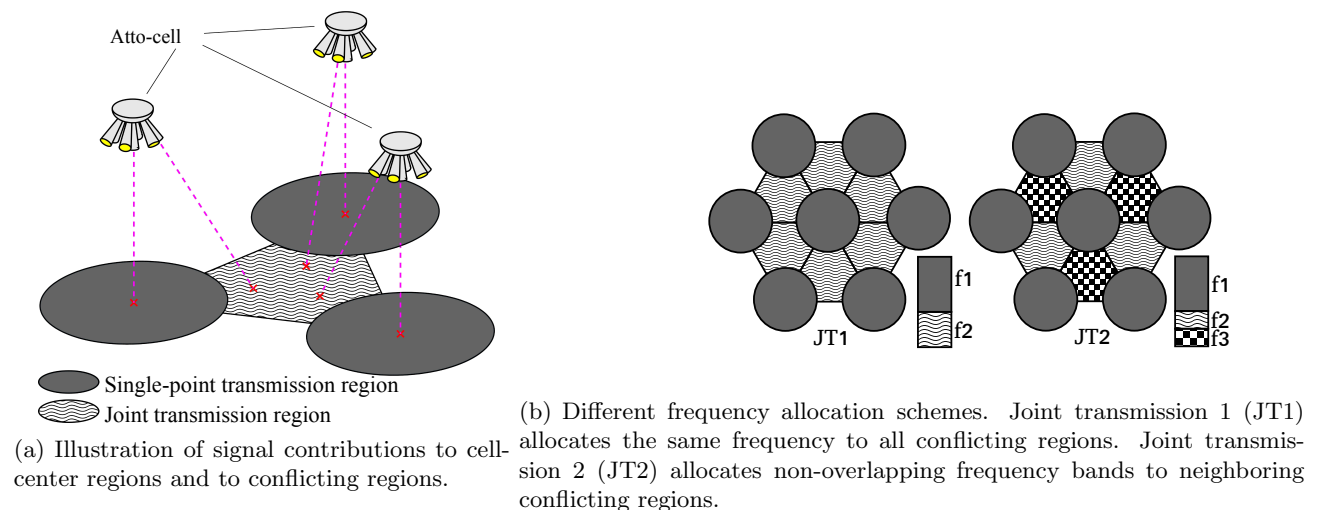 Atto-cell
Single-point transmission region
Joint transmission region
(a) Illustration of signal contributions to cell-
center regions and to conflicting regions.
f1
f2
JT1
f1
f2
f3
JT2
(b) Different frequency allocation schemes. Joint transmission 1 (JT1)
allocates the same frequency to all conflicting regions. Joint transmis-
sion 2 (JT2) allocates non-overlapping frequency bands to neighboring
conflicting regions.